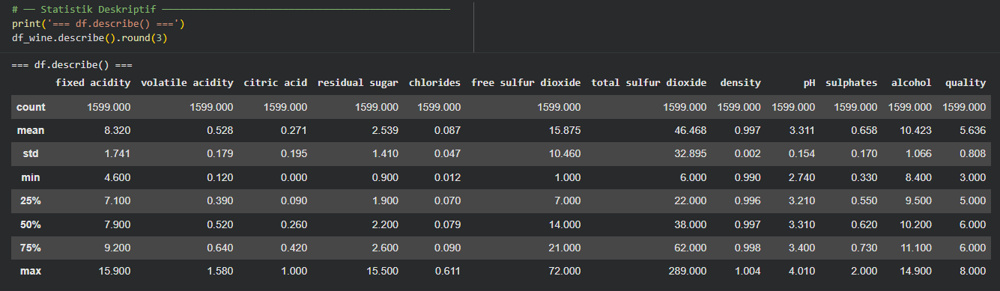 # ── Statistik Deskriptif ──────────────────────────────────────────────────
print('=== df.describe() ===')
df_wine.describe().round(3)
=== df.describe() ===
fixed acidity volatile acidity citric acid residual sugar chlorides free sulfur dioxide total sulfur dioxide density pH sulphates alcohol quality
count 1599.000 1599.000 1599.000 1599.000 1599.000 1599.000 1599.000 1599.000 1599.000 1599.000 1599.000 1599.000
mean 8.320 0.528 0.271 2.539 0.087 15.875 46.468 0.997 3.311 0.658 10.423 5.636
std 1.741 0.179 0.195 1.410 0.047 10.460 32.895 0.002 0.154 0.170 1.066 0.808
min 4.600 0.120 0.000 0.900 0.012 1.000 6.000 0.990 2.740 0.330 8.400 3.000
25% 7.100 0.390 0.090 1.900 0.070 7.000 22.000 0.996 3.210 0.550 9.500 5.000
50% 7.900 0.520 0.260 2.200 0.079 14.000 38.000 0.997 3.310 0.620 10.200 6.000
75% 9.200 0.640 0.420 2.600 0.090 21.000 62.000 0.998 3.400 0.730 11.100 6.000
max 15.900 1.580 1.000 15.500 0.611 72.000 289.000 1.004 4.010 2.000 14.900 8.000